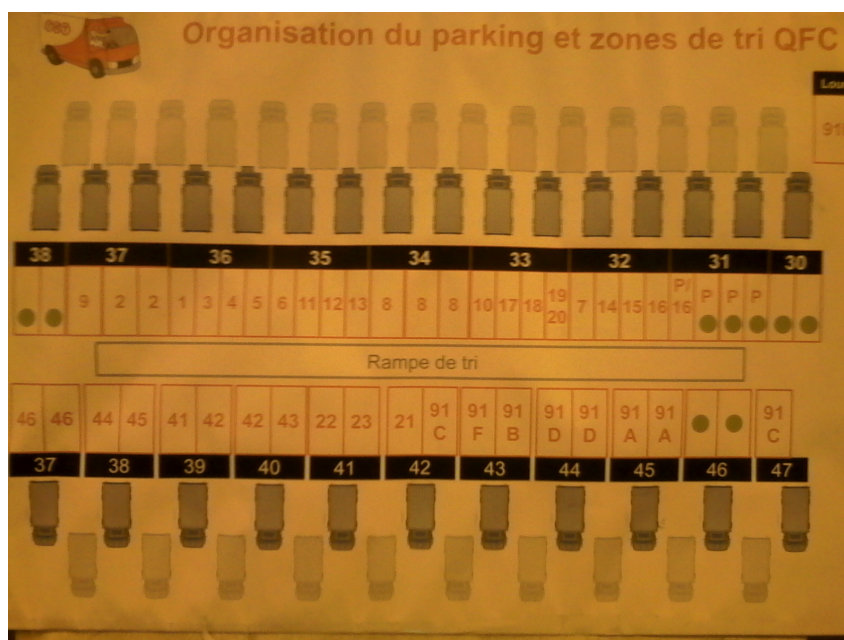 Organisation du parking et zones de tri QFC
38 37 36 35 34 33 32 31 30
9 2 2 1 3 4 5 6 11 12 13 8 8 8 10 17 18 19 20 7 14 15 16 P/ 16 P P P
Rampe de tri
46 46 44 45 41 42 42 43 22 23 21 91 C 91 F 91 B 91 D 91 D 91 A 91 A 91 C
37 38 39 40 41 42 43 44 45 46 47